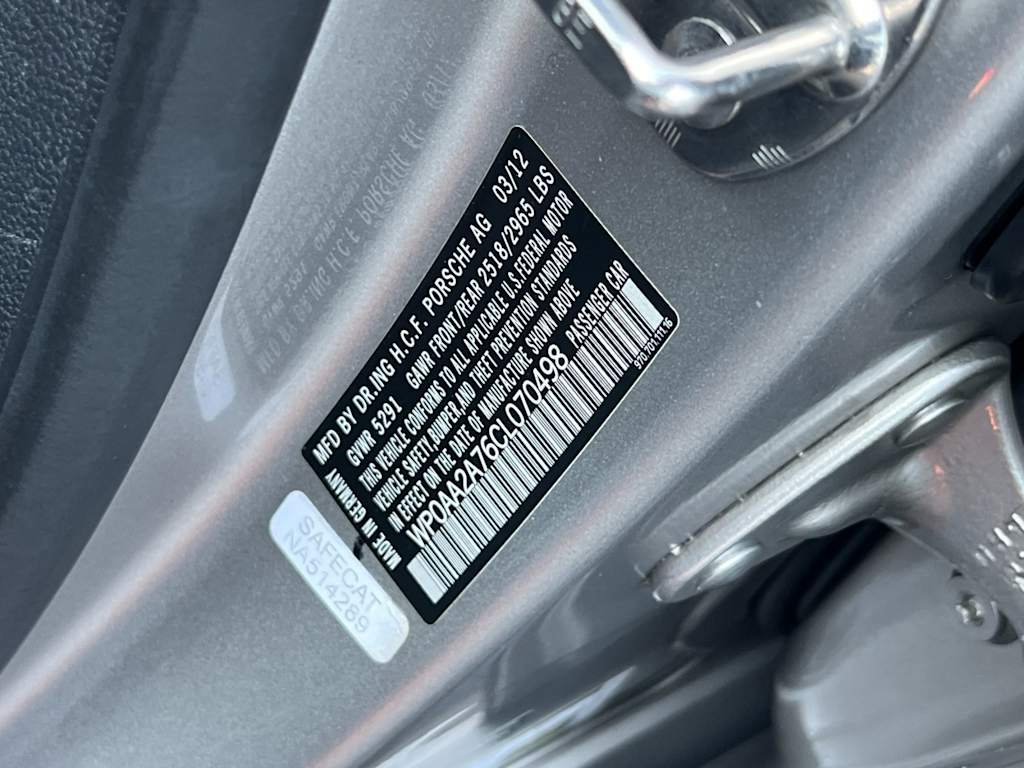 MFD BY DR.ING H.C.F. PORSCHE AG 03/12
GVWR 5291 GAWR FRONT/REAR 2518/2965 LBS
THIS VEHICLE CONFORMS TO ALL APPLICABLE U.S.FEDERAL MOTOR
VEHICLE SAFETY,BUMPER,AND THEFT PREVENTION STANDARDS
IN EFFECT ON THE DATE OF MANUFACTURE SHOWN ABOVE
WP0AA2A76CL070498 PASSENGER CAR
MADE IN GERMANY
SAFECAT
NA514289